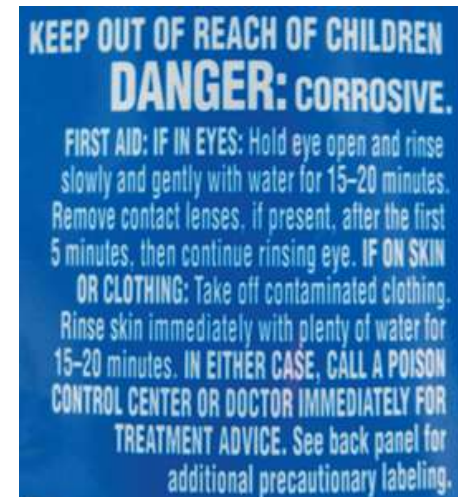 KEEP OUT OF REACH OF CHILDREN
DANGER: CORROSIVE.
FIRST AID: IF IN EYES: Hold eye open and rinse
slowly and gently with water for 15–20 minutes.
Remove contact lenses, if present, after the first
5 minutes, then continue rinsing eye. IF ON SKIN
OR CLOTHING: Take off contaminated clothing.
Rinse skin immediately with plenty of water for
15–20 minutes. IN EITHER CASE, CALL A POISON
CONTROL CENTER OR DOCTOR IMMEDIATELY FOR
TREATMENT ADVICE. See back panel for
additional precautionary labeling.